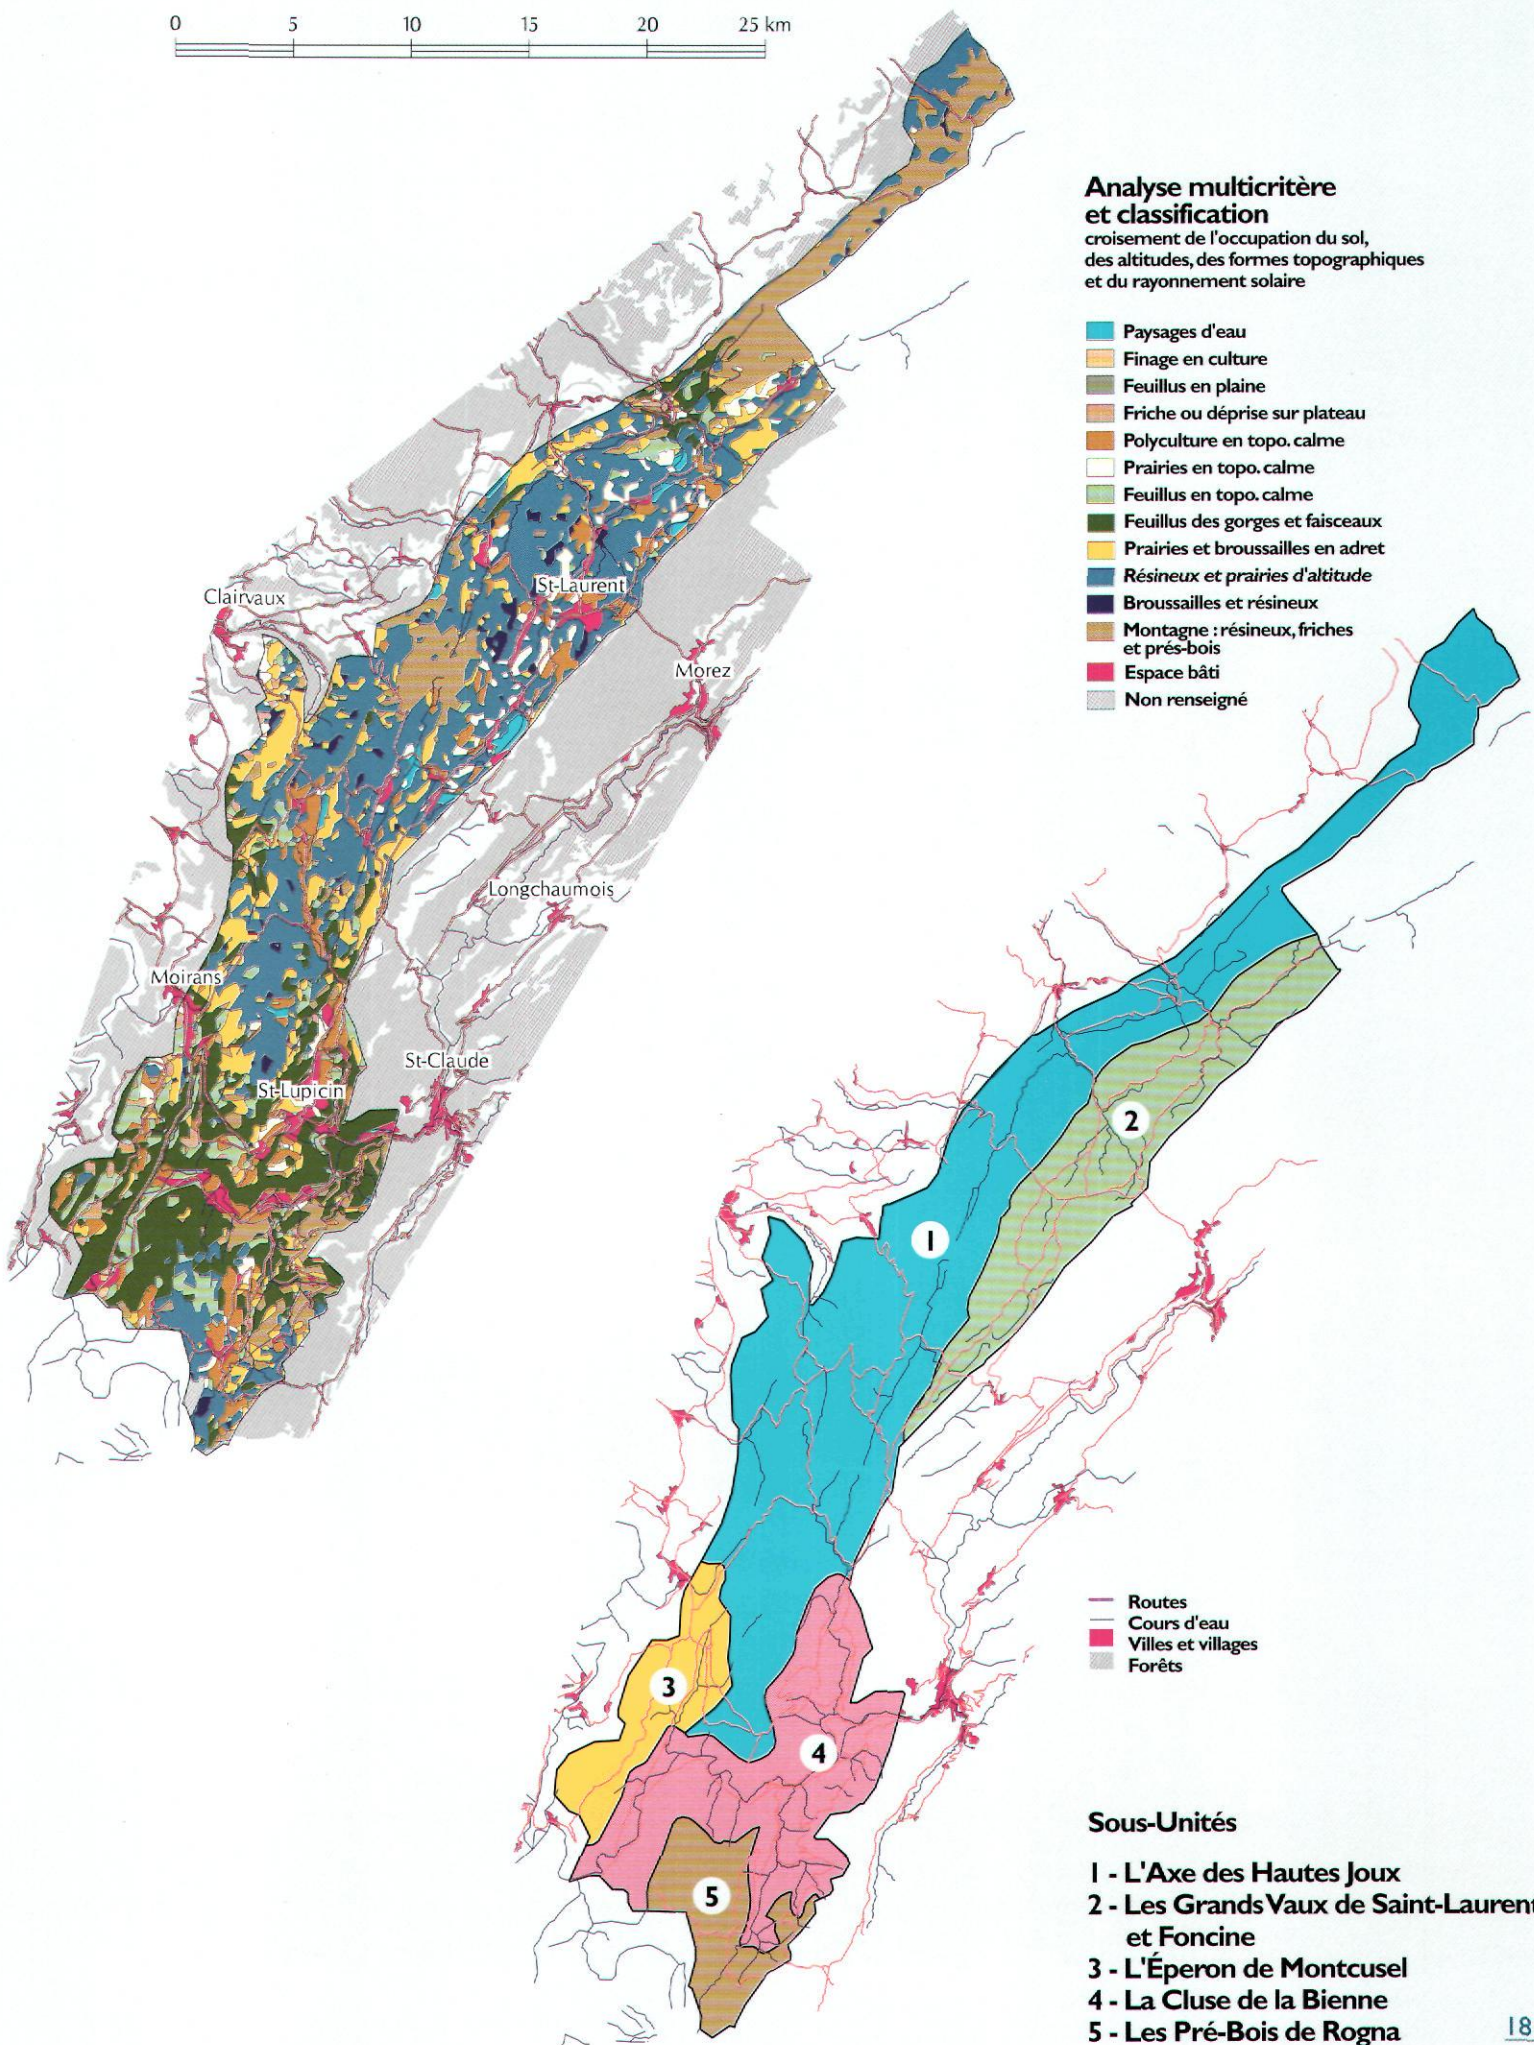 0 5 10 15 20 25 km
Analyse multicritère
et classification
croisement de l'occupation du sol,
des altitudes, des formes topographiques
et du rayonnement solaire
Paysages d'eau
Finage en culture
Feuillus en plaine
Friche ou déprise sur plateau
Polyculture en topo. calme
Prairies en topo. calme
Feuillus en topo. calme
Feuillus des gorges et faisceaux
Prairies et broussailles en adret
Résineux et prairies d'altitude
Broussailles et résineux
Montagne : résineux, friches
et prés-bois
Espace bâti
Non renseigné
St-Laurent
Clairvaux
Morez
Longchaumois
Moirans
St-Claude
St-Lupicin
2
1
3
4
5
Routes
Cours d'eau
Villes et villages
Forêts
Sous-Unités
1 - L'Axe des Hautes Joux
2 - Les Grands Vaux de Saint-Laurent
et Foncine
3 - L'Éperon de Montcusel
4 - La Cluse de la Bienne
5 - Les Pré-Bois de Rogna
18